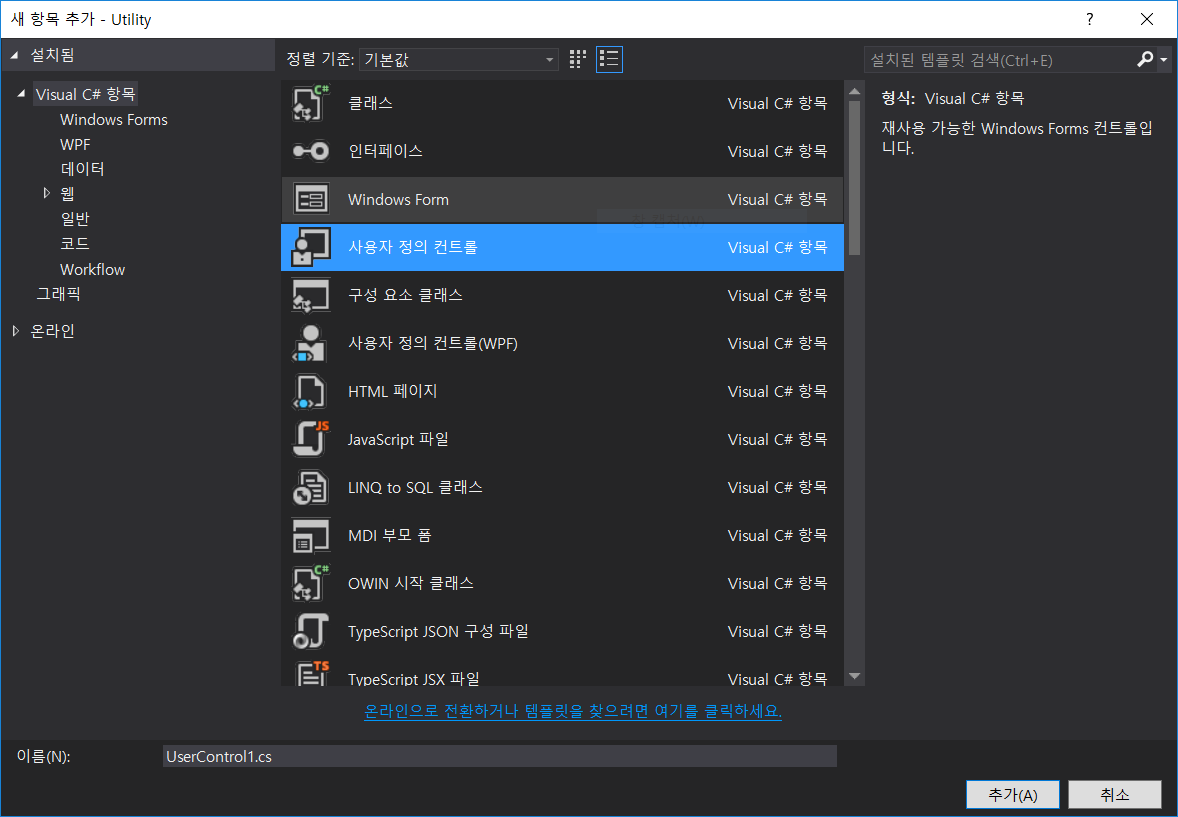 새 항목 추가 - Utility
?
설치됨
정렬 기준: 기본값
설치된 템플릿 검색(Ctrl+E)
Visual C# 항목
Windows Forms
WPF
데이터
웹
일반
코드
Workflow
그래픽
온라인
클래스 Visual C# 항목
인터페이스 Visual C# 항목
Windows Form Visual C# 항목
사용자 정의 컨트롤 Visual C# 항목
구성 요소 클래스 Visual C# 항목
사용자 정의 컨트롤(WPF) Visual C# 항목
HTML 페이지 Visual C# 항목
JavaScript 파일 Visual C# 항목
LINQ to SQL 클래스 Visual C# 항목
MDI 부모 폼 Visual C# 항목
OWIN 시작 클래스 Visual C# 항목
TypeScript JSON 구성 파일 Visual C# 항목
TypeScript JSX 파일 Visual C# 항목
형식: Visual C# 항목
재사용 가능한 Windows Forms 컨트롤입
니다.
온라인으로 전환하거나 템플릿을 찾으려면 여기를 클릭하세요.
이름(N): UserControl1.cs
추가(A) 취소